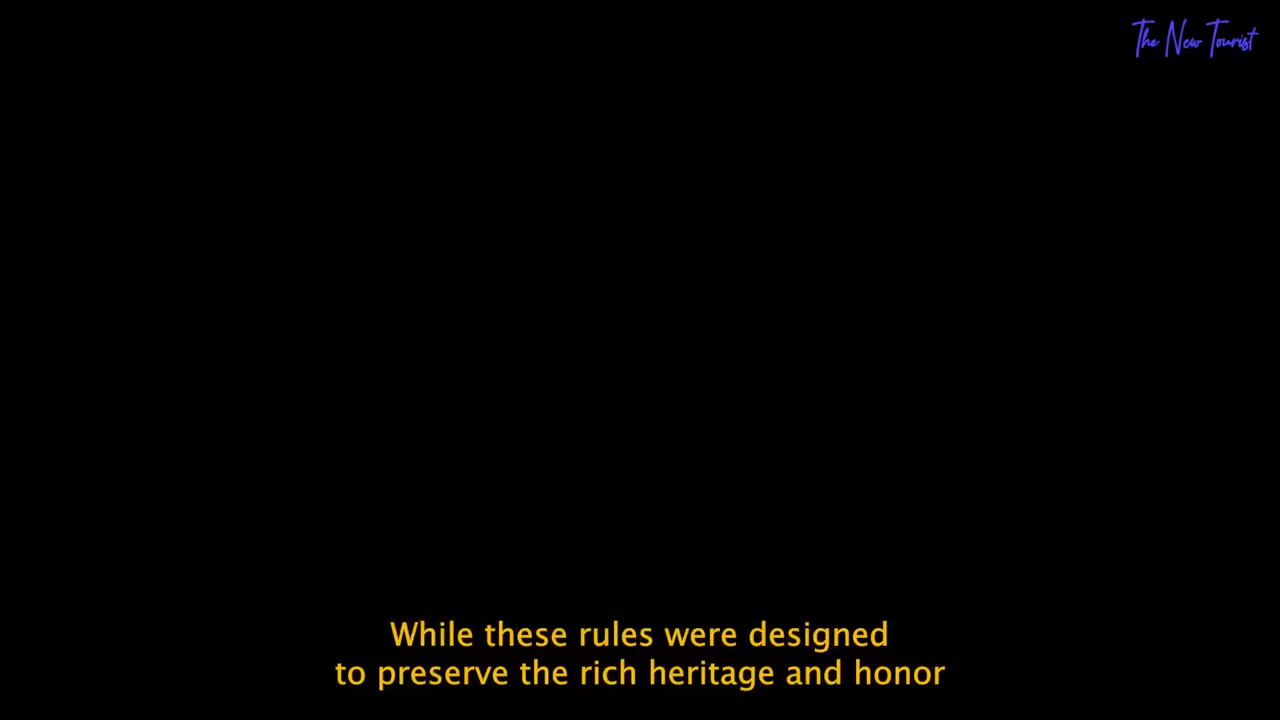 The New Tourist
While these rules were designed
to preserve the rich heritage and honor